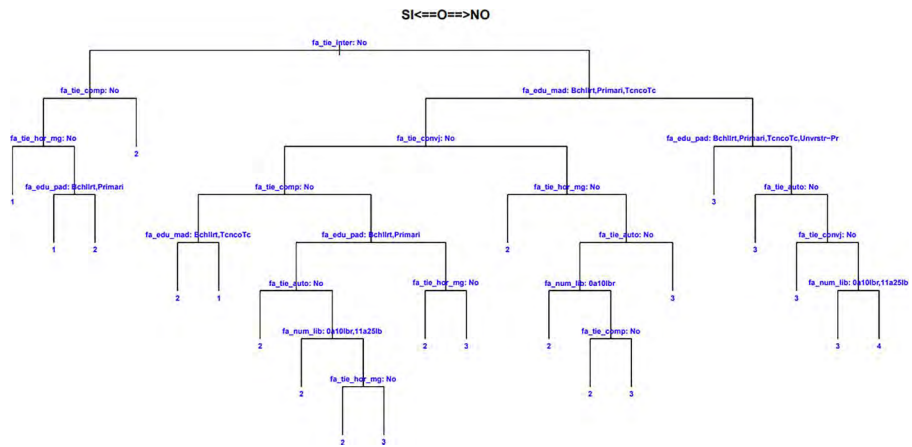 SI<==O==>NO
fa_tie_inter: No
fa_tie_comp: No
fa_edu_mad: Bchllrt,Primari,TcncoTc
fa_tie_hor_mg: No
2
fa_tie_convj: No
fa_edu_pad: Bchllrt,Primari,TcncoTc,Unvrstr~Pr
1
fa_edu_pad: Bchllrt,Primari
fa_tie_comp: No
fa_tie_hor_mg: No
3
fa_tie_auto: No
1 2
fa_edu_mad: Bchllrt,TcncoTc
fa_edu_pad: Bchllrt,Primari
2
fa_tie_auto: No
3
fa_tie_convj: No
2 1
fa_tie_auto: No
fa_tie_hor_mg: No
fa_num_lib: 0a10lbr
3
3
fa_num_lib: 0a10lbr,11a25lb
2
fa_num_lib: 0a10lbr,11a25lb
2 3
2
fa_tie_comp: No
3 4
2
fa_tie_hor_mg: No
2 3
2 3